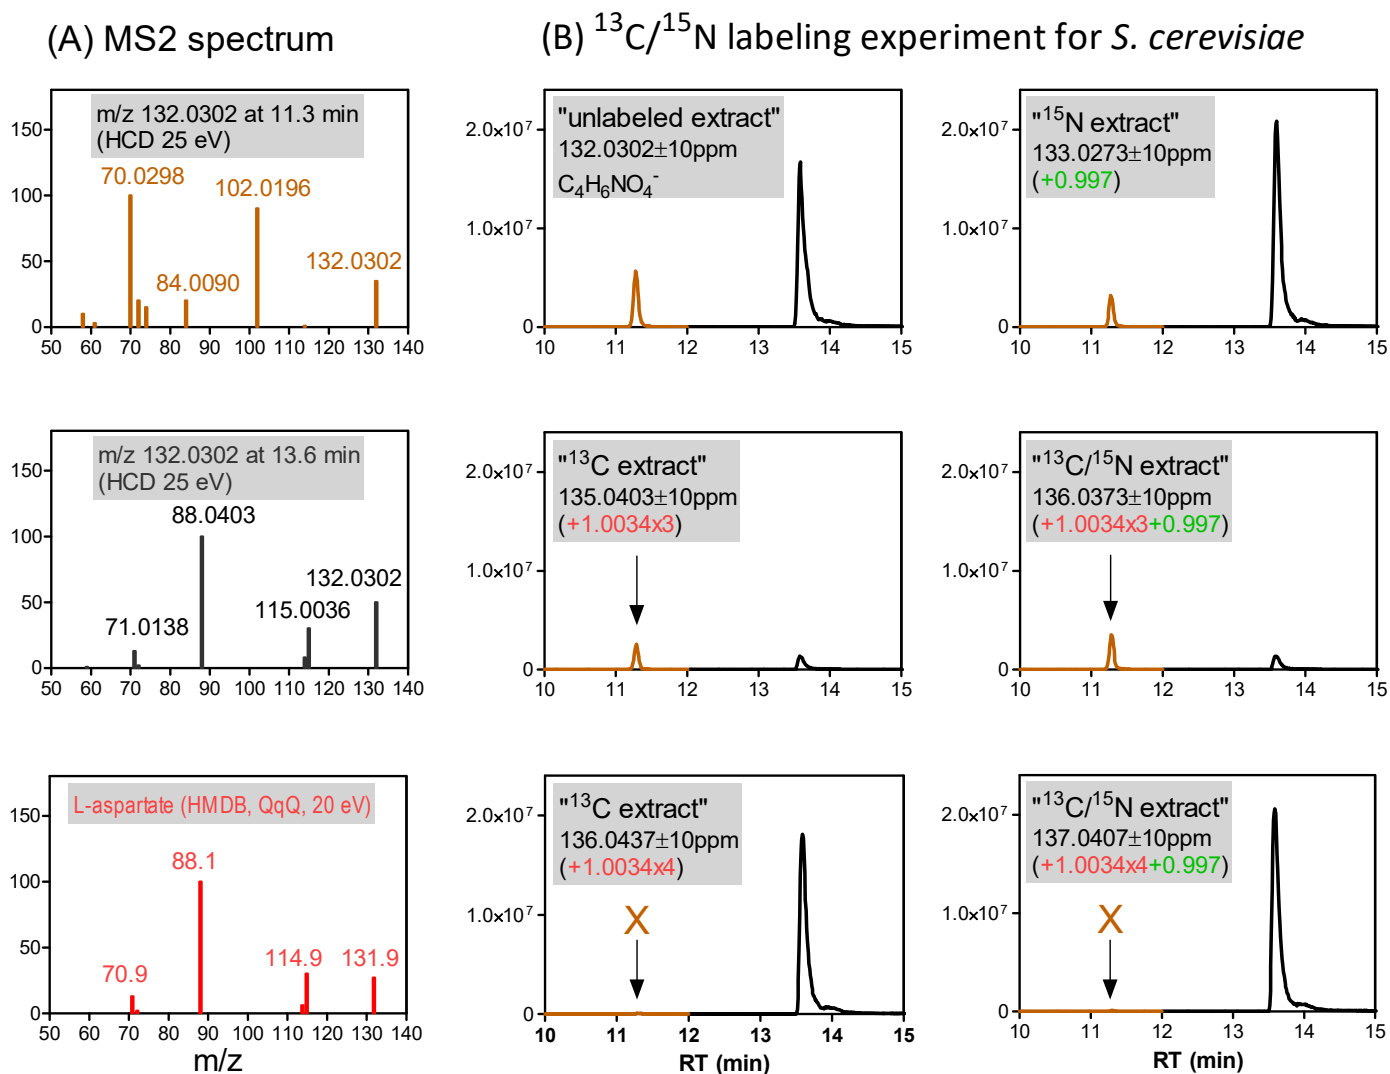 (A) MS2 spectrum
(B) ¹³C/¹⁵N labeling experiment for S. cerevisiae
m/z 132.0302 at 11.3 min
(HCD 25 eV)
150
100
50
0
70.0298
102.0196
84.0090
132.0302
50 60 70 80 90 100 110 120 130 140
"unlabeled extract"
132.0302±10ppm
C₄H₆NO₄⁻
2.0x10⁷
1.0x10⁷
0
10 11 12 13 14 15
"¹⁵N extract"
133.0273±10ppm
(+0.997)
2.0x10⁷
1.0x10⁷
0
10 11 12 13 14 15
m/z 132.0302 at 13.6 min
(HCD 25 eV)
150
100
50
0
88.0403
132.0302
115.0036
71.0138
50 60 70 80 90 100 110 120 130 140
"¹³C extract"
135.0403±10ppm
(+1.0034x3)
2.0x10⁷
1.0x10⁷
0
10 11 12 13 14 15
"¹³C/¹⁵N extract"
136.0373±10ppm
(+1.0034x3+0.997)
2.0x10⁷
1.0x10⁷
0
10 11 12 13 14 15
L-aspartate (HMDB, QqQ, 20 eV)
150
100
50
0
88.1
70.9
114.9
131.9
50 60 70 80 90 100 110 120 130 140
m/z
"¹³C extract"
136.0437±10ppm
(+1.0034x4)
2.0x10⁷
1.0x10⁷
0
X
10 11 12 13 14 15
RT (min)
"¹³C/¹⁵N extract"
137.0407±10ppm
(+1.0034x4+0.997)
2.0x10⁷
1.0x10⁷
0
X
10 11 12 13 14 15
RT (min)